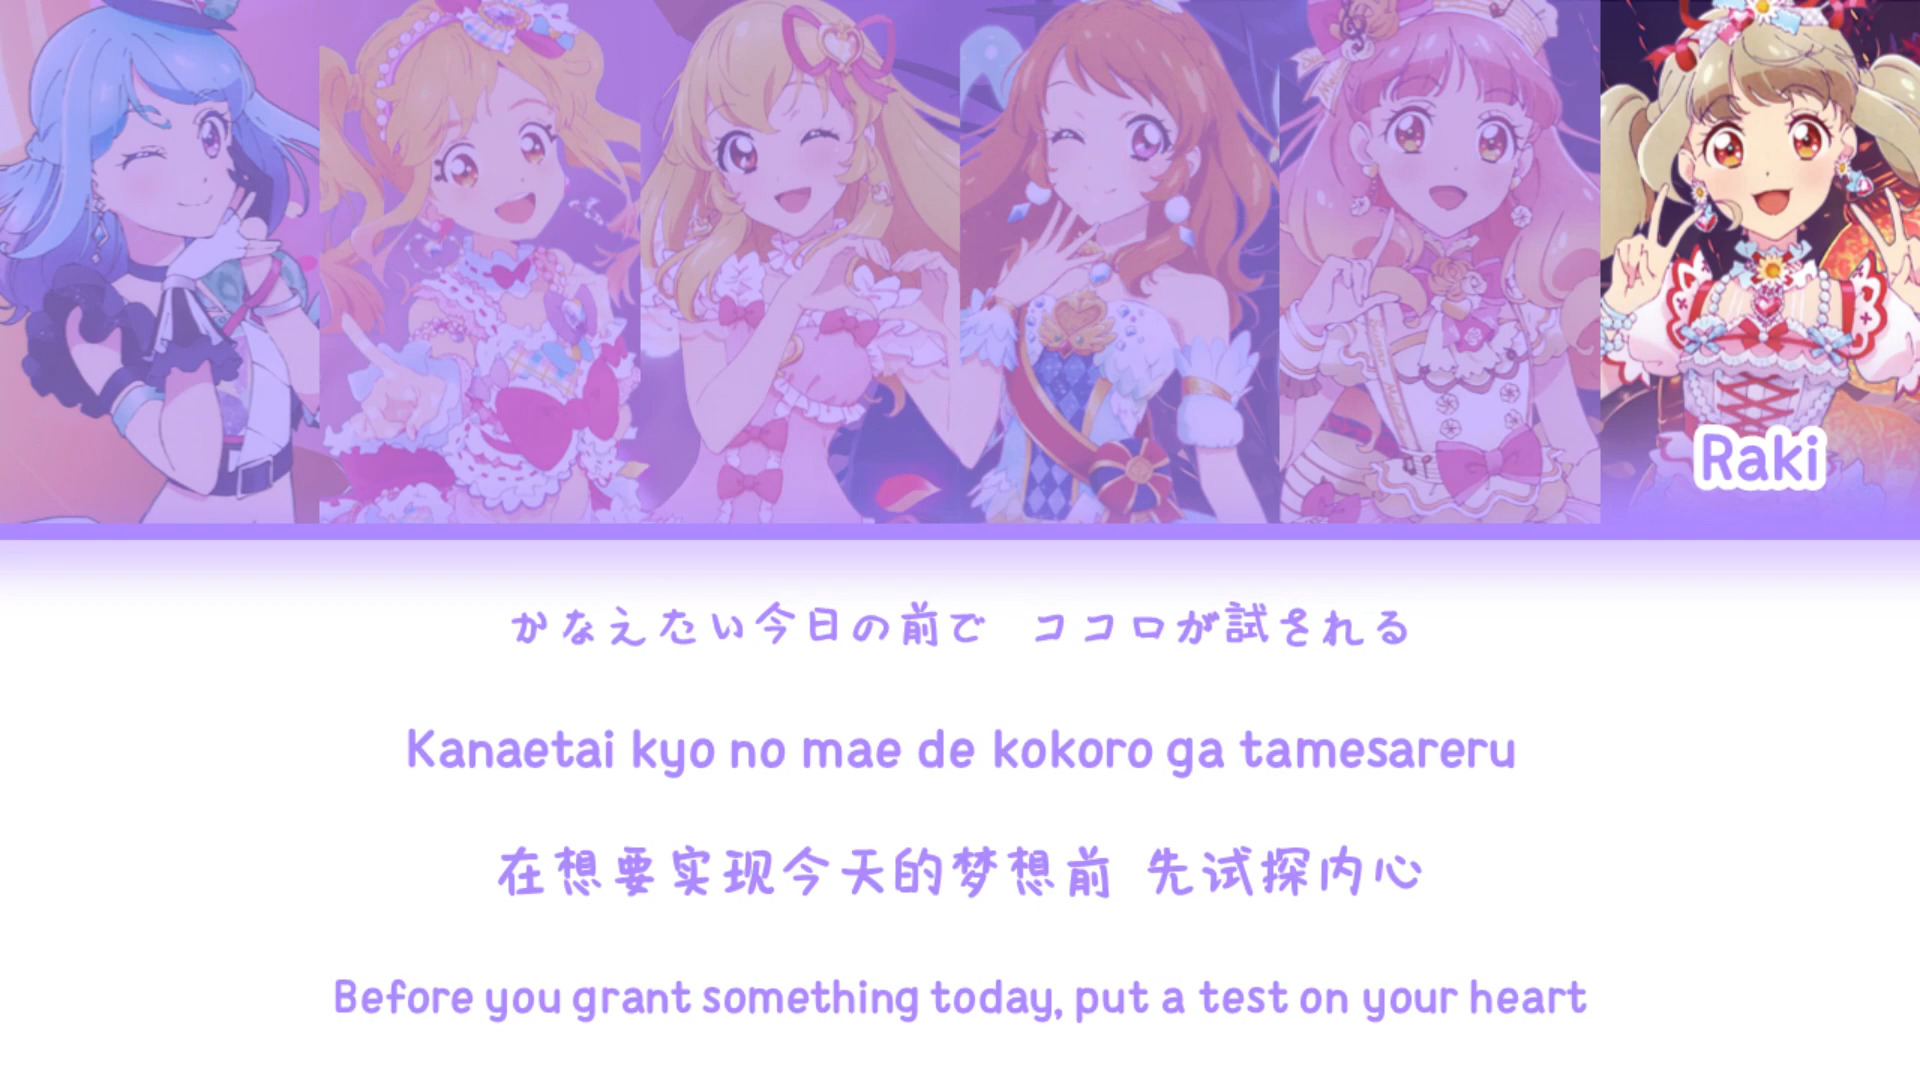 Raki
かなえたい今日の前で　ココロが試される
Kanaetai kyo no mae de kokoro ga tamesareru
在想要实现今天的梦想前 先试探内心
Before you grant something today, put a test on your heart